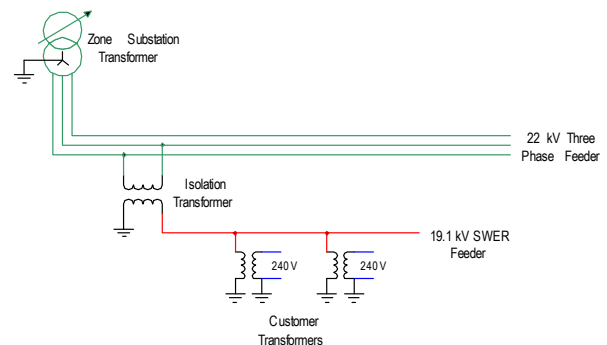 Zone Substation
Transformer
22 kV Three
Phase Feeder
Isolation
Transformer
19.1 kV SWER
Feeder
240 V
240 V
Customer
Transformers